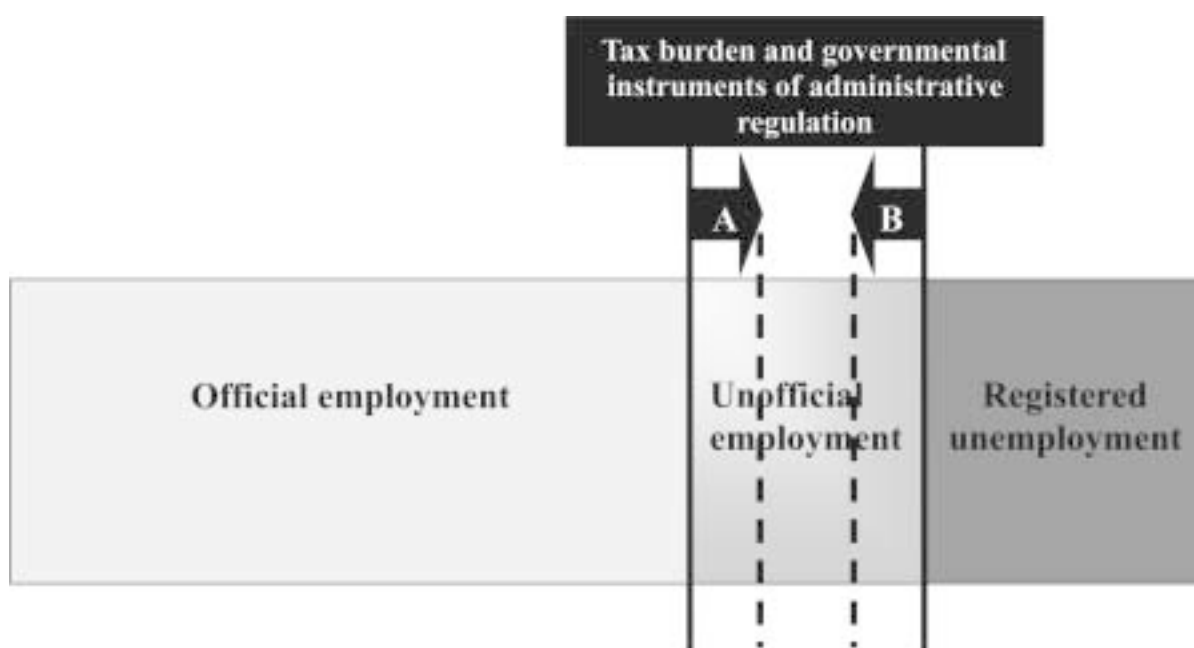 Tax burden and governmental
instruments of administrative
regulation
A
B
Official employment
Unofficial
employment
Registered
unemployment